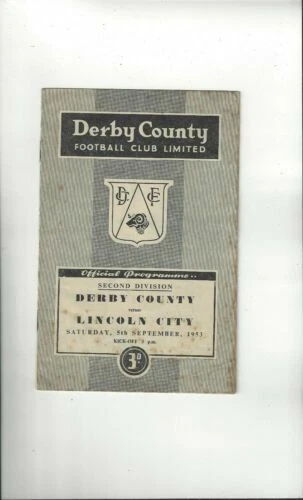 Derby County
FOOTBALL CLUB LIMITED
D C F C
Official Programme..
SECOND DIVISION
DERBY COUNTY
versus
LINCOLN CITY
SATURDAY, 5th SEPTEMBER, 1953
KICK-OFF 3 p.m.
3D